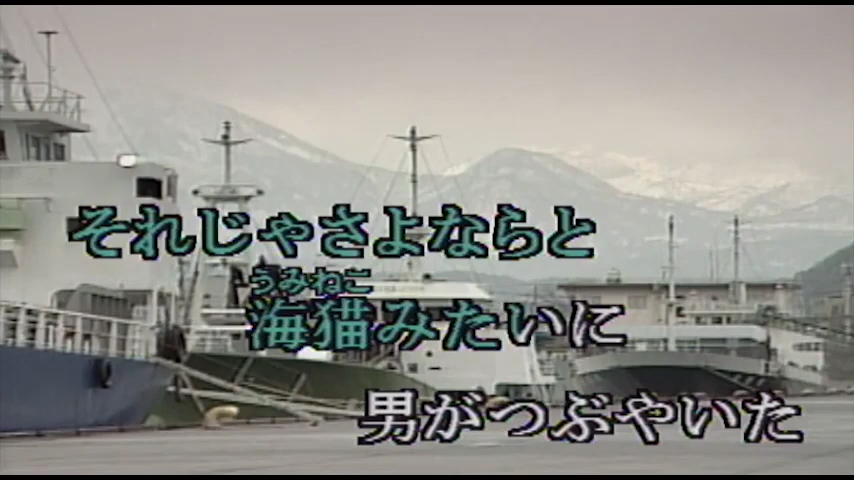 それじゃさよならと
うみねこ
海猫みたいに
男がつぶやいた